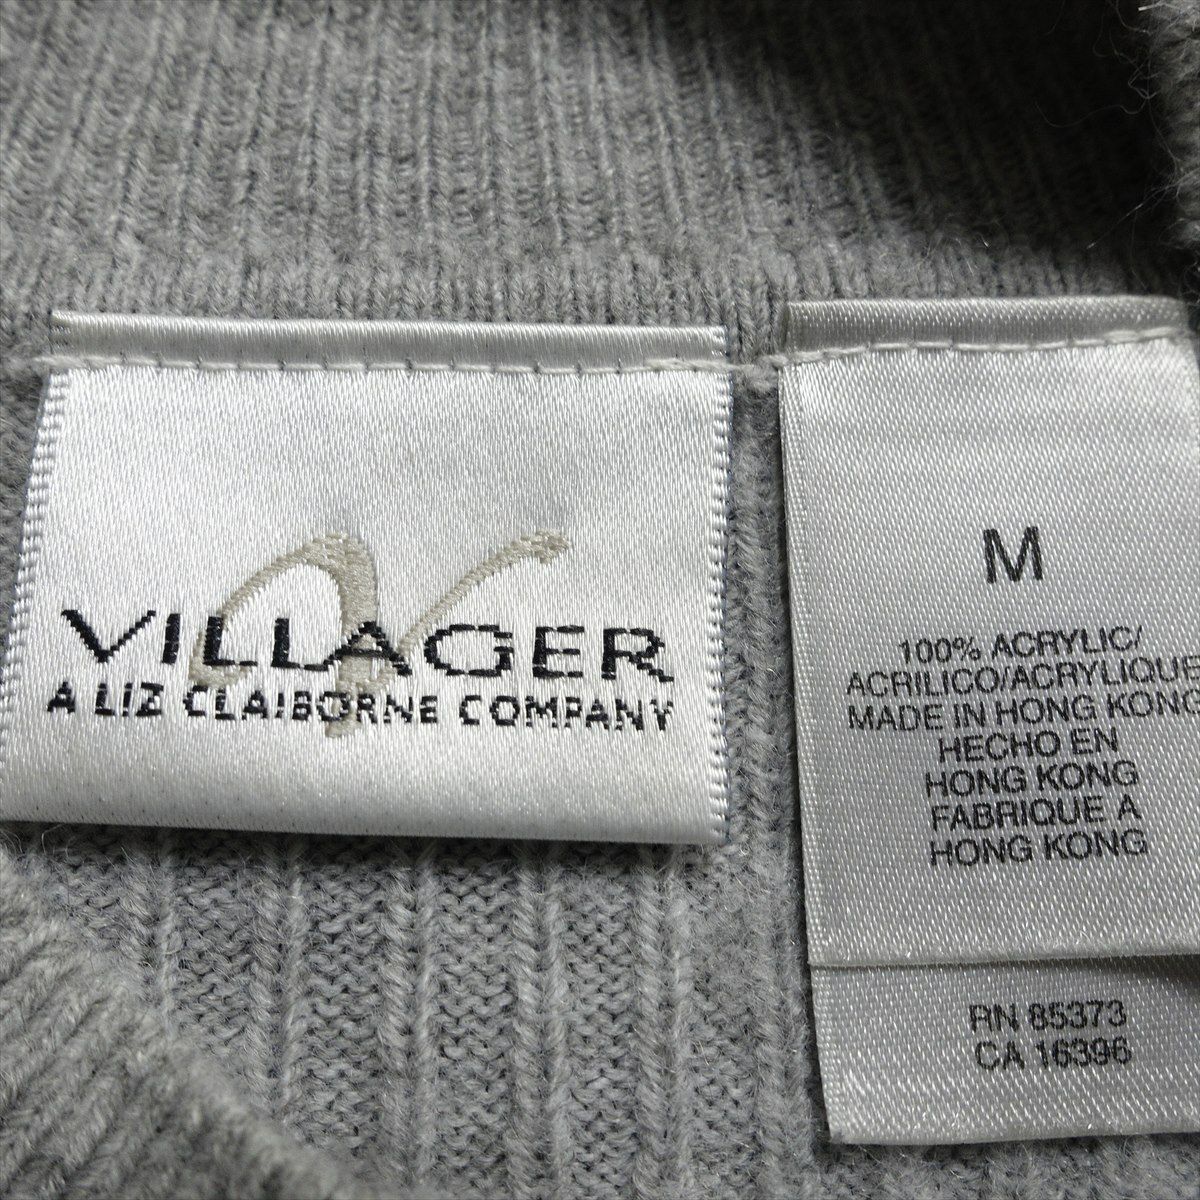 VILLAGER
A LIZ CLAIBORNE COMPANY
M
100% ACRYLIC/
ACRILICO/ACRYLIQUE
MADE IN HONG KONG
HECHO EN
HONG KONG
FABRIQUE A
HONG KONG
RN 85373
CA 16396